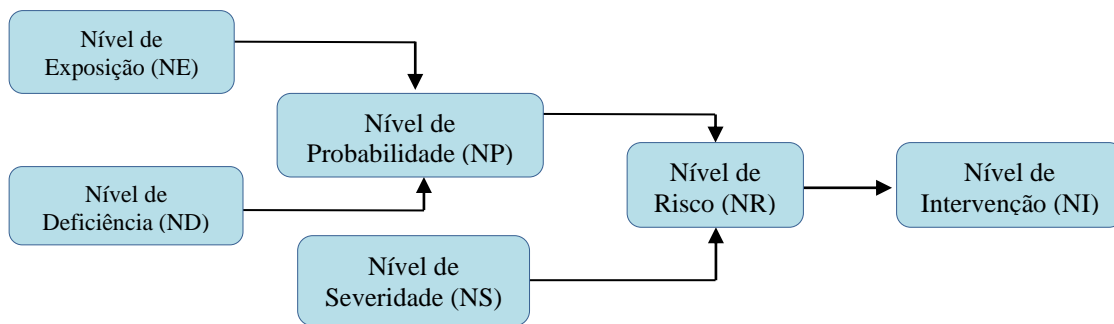 Nível de
Exposição (NE)
Nível de
Probabilidade (NP)
Nível de
Deficiência (ND)
Nível de
Risco (NR)
Nível de
Intervenção (NI)
Nível de
Severidade (NS)